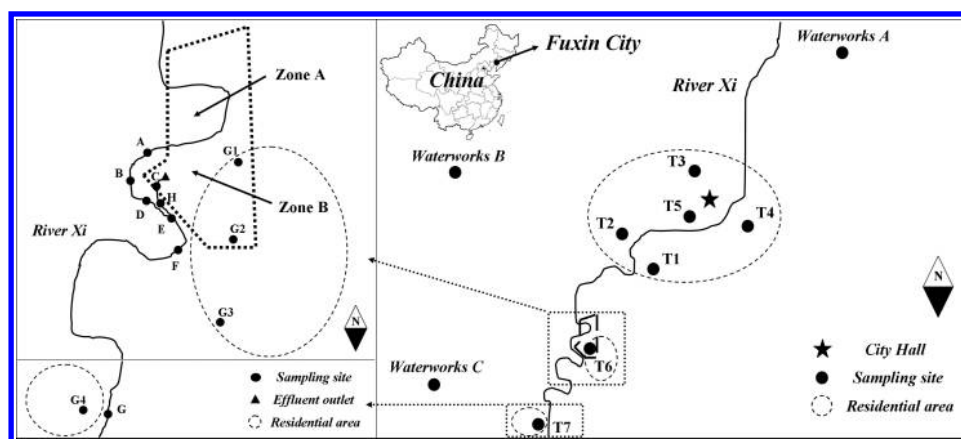 Zone A
A
G1
B
C
H
D
Zone B
E
G2
River Xi
F
G3
N
G4
G
Sampling site
Effluent outlet
Residential area
Fuxin City
China
Waterworks A
River Xi
Waterworks B
T3
T5
T4
T2
T1
N
T6
Waterworks C
T7
City Hall
Sampling site
Residential area